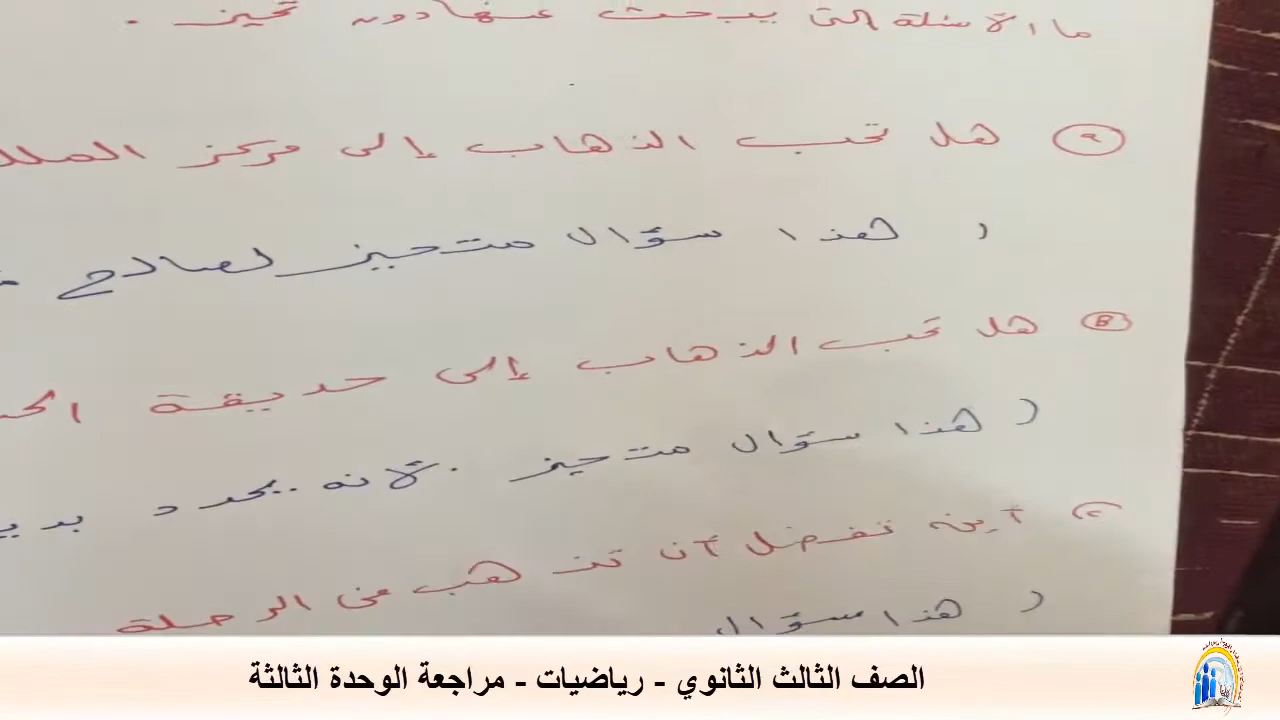 ما الأسئلة التي يبحث عنها دون تحيز .
A هل تحب الذهاب إلى مركز الملك
( هذا سؤال متحيز لصالح
B هل تحب الذهاب إلى حديقة
( هذا سؤال متحيز . لأنه يحدد
C أين تفضل أن تذهب في الرحلة
( هذا سؤال
الصف الثالث الثانوي - رياضيات - مراجعة الوحدة الثالثة